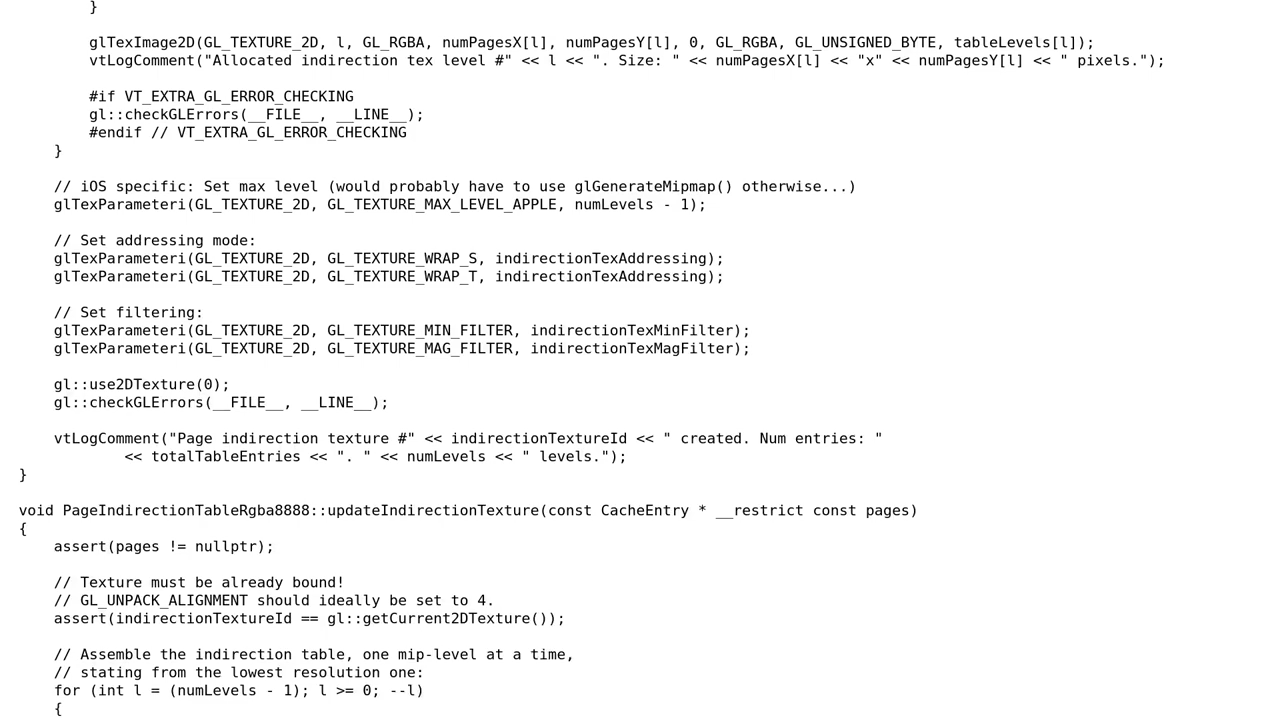 }

        glTexImage2D(GL_TEXTURE_2D, l, GL_RGBA, numPagesX[l], numPagesY[l], 0, GL_RGBA, GL_UNSIGNED_BYTE, tableLevels[l]);
        vtLogComment("Allocated indirection tex level #" << l << ". Size: " << numPagesX[l] << "x" << numPagesY[l] << " pixels.");

        #if VT_EXTRA_GL_ERROR_CHECKING
        gl::checkGLErrors(__FILE__, __LINE__);
        #endif // VT_EXTRA_GL_ERROR_CHECKING
    }

    // iOS specific: Set max level (would probably have to use glGenerateMipmap() otherwise...)
    glTexParameteri(GL_TEXTURE_2D, GL_TEXTURE_MAX_LEVEL_APPLE, numLevels - 1);

    // Set addressing mode:
    glTexParameteri(GL_TEXTURE_2D, GL_TEXTURE_WRAP_S, indirectionTexAddressing);
    glTexParameteri(GL_TEXTURE_2D, GL_TEXTURE_WRAP_T, indirectionTexAddressing);

    // Set filtering:
    glTexParameteri(GL_TEXTURE_2D, GL_TEXTURE_MIN_FILTER, indirectionTexMinFilter);
    glTexParameteri(GL_TEXTURE_2D, GL_TEXTURE_MAG_FILTER, indirectionTexMagFilter);

    gl::use2DTexture(0);
    gl::checkGLErrors(__FILE__, __LINE__);

    vtLogComment("Page indirection texture #" << indirectionTextureId << " created. Num entries: "
            << totalTableEntries << ". " << numLevels << " levels.");
}

void PageIndirectionTableRgba8888::updateIndirectionTexture(const CacheEntry * __restrict const pages)
{
    assert(pages != nullptr);

    // Texture must be already bound!
    // GL_UNPACK_ALIGNMENT should ideally be set to 4.
    assert(indirectionTextureId == gl::getCurrent2DTexture());

    // Assemble the indirection table, one mip-level at a time,
    // stating from the lowest resolution one:
    for (int l = (numLevels - 1); l >= 0; --l)
    {